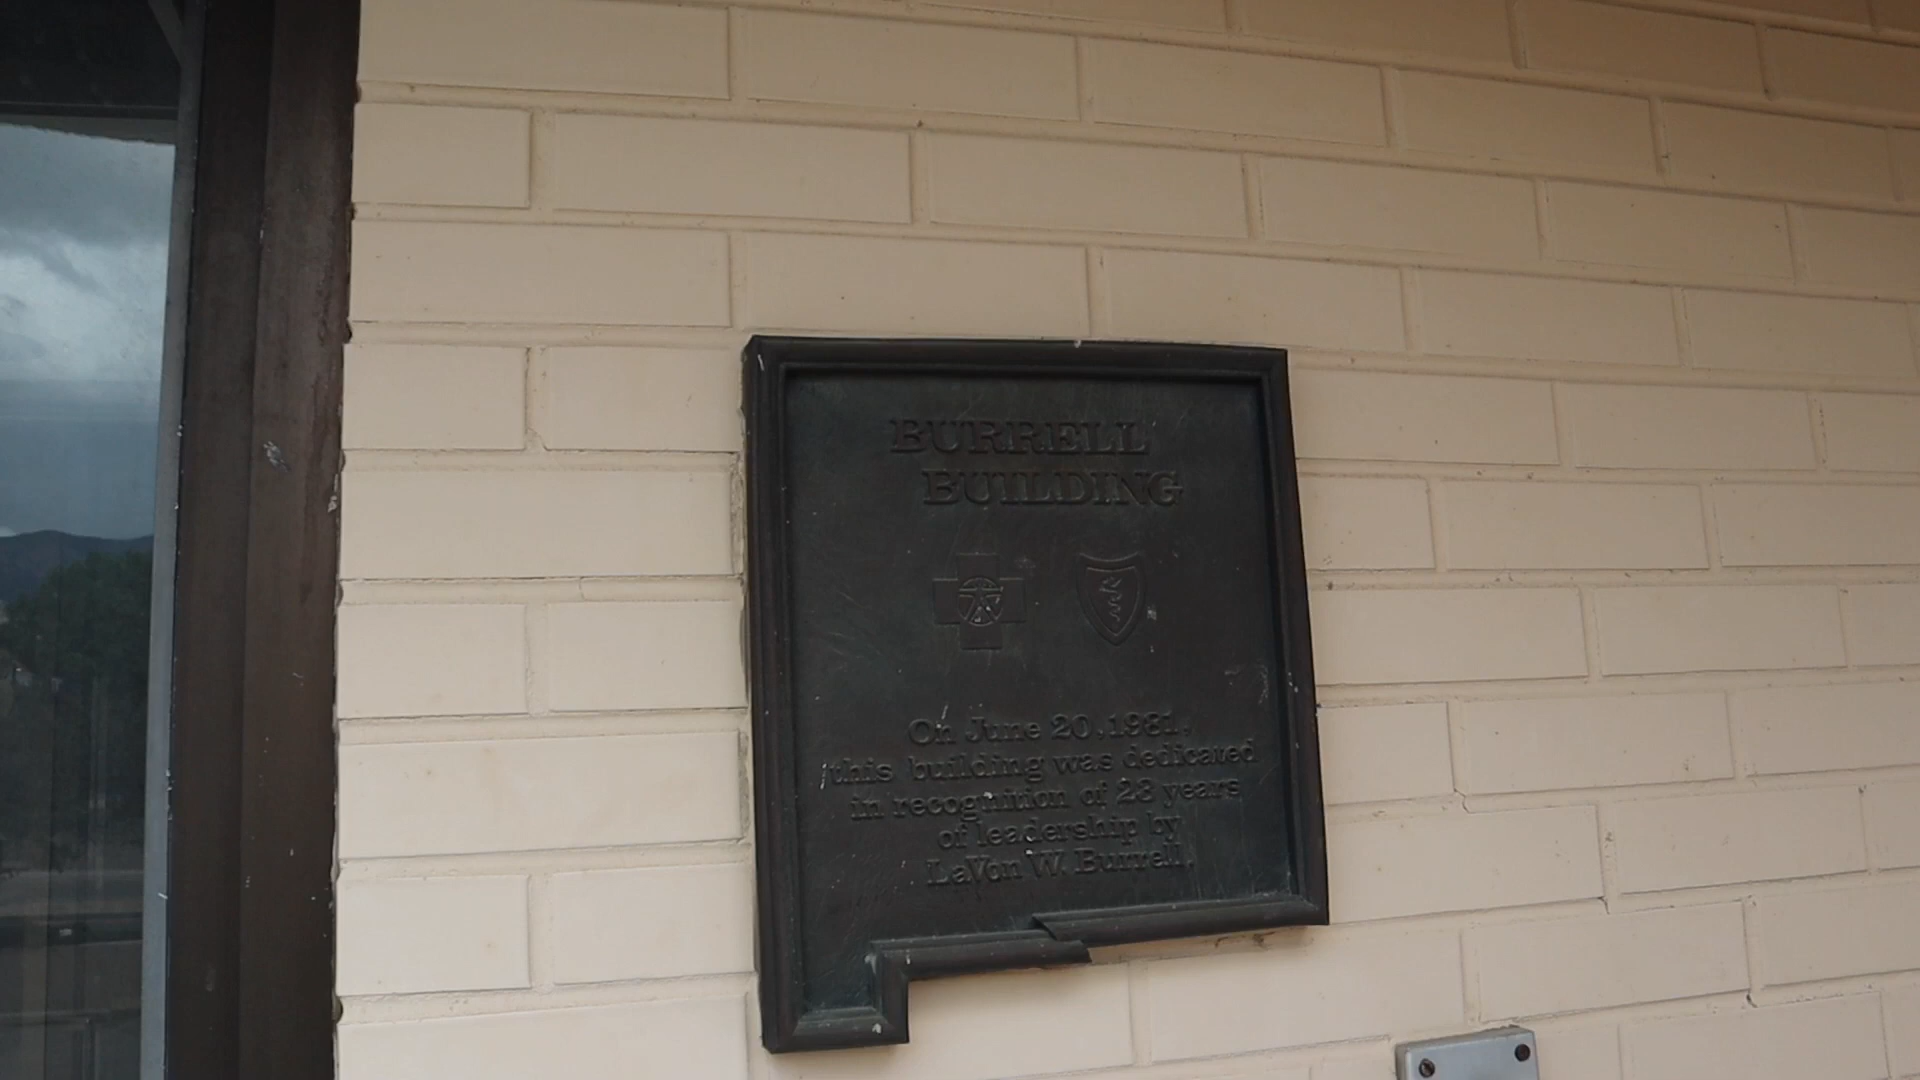 BURRELL
BUILDING
On June 20, 1981,
this building was dedicated
in recognition of 23 years
of leadership by
LaVon W. Burrell.